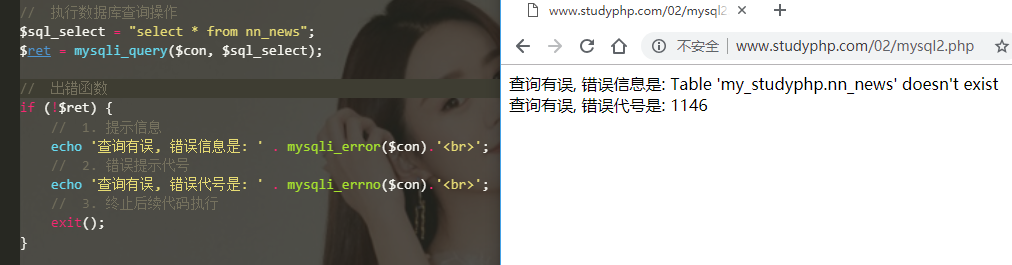 //  执行数据库查询操作
$sql_select = "select * from nn_news";
$ret = mysqli_query($con, $sql_select);
//  出错函数
if (!$ret) {
//  1. 提示信息
echo '查询有误, 错误信息是: ' . mysqli_error($con).'<br>';
//  2. 错误提示代号
echo '查询有误, 错误代号是: ' . mysqli_errno($con).'<br>';
//  3. 终止后续代码执行
exit();
}
www.studyphp.com/02/mysql2
不安全 | www.studyphp.com/02/mysql2.php
查询有误, 错误信息是: Table 'my_studyphp.nn_news' doesn't exist
查询有误, 错误代号是: 1146